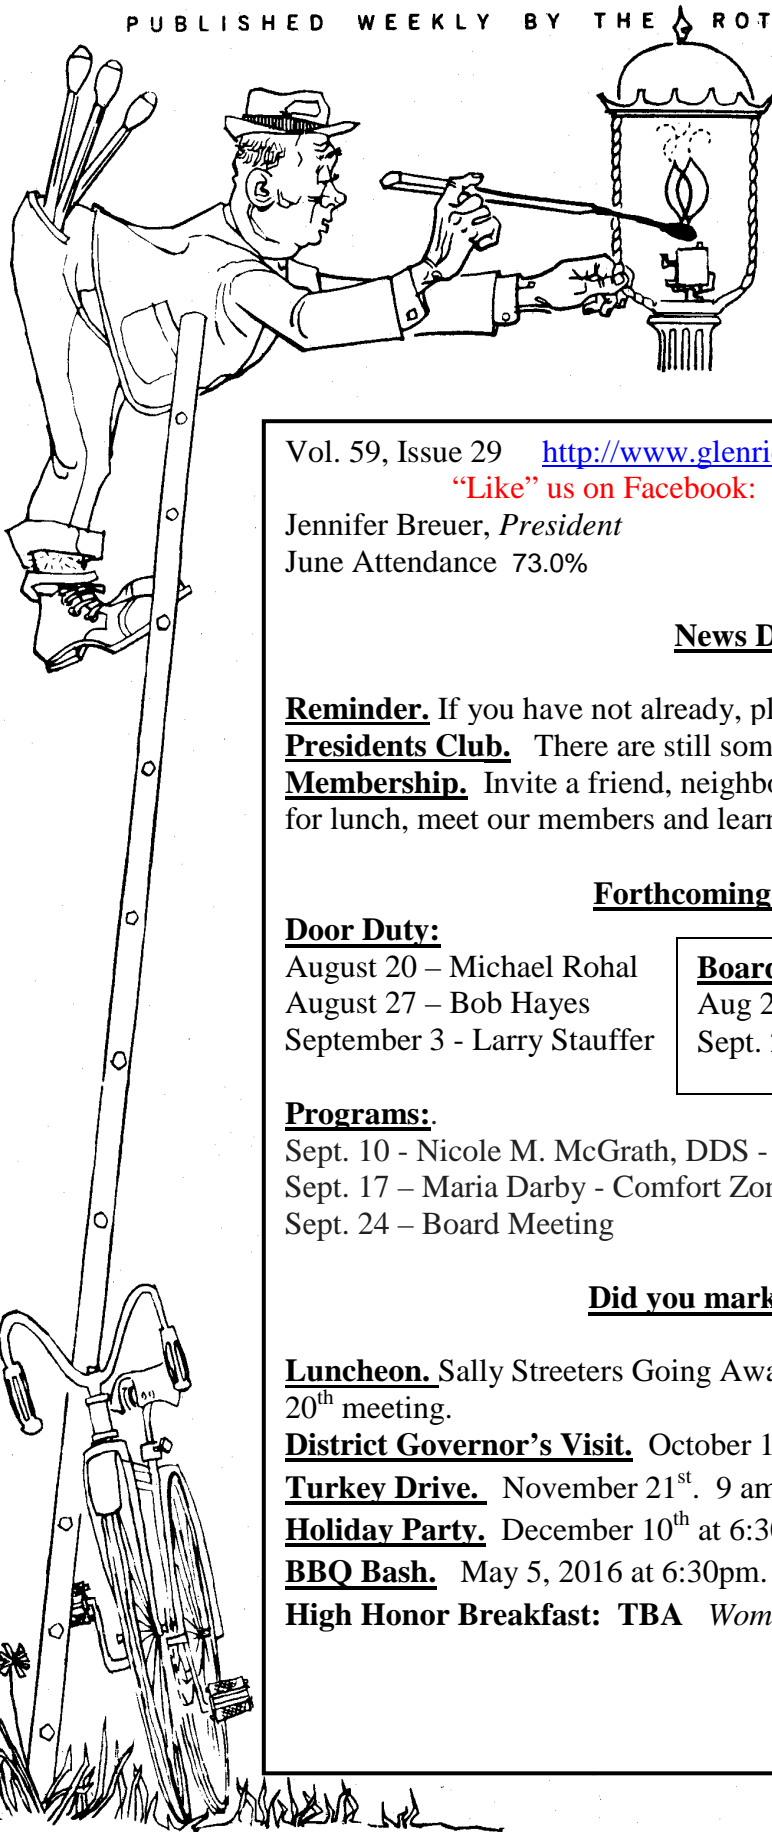 PUBLISHED WEEKLY BY THE ROT
Vol. 59, Issue 29 http://www.glenri
“Like” us on Facebook:
Jennifer Breuer, President
June Attendance 73.0%
News D
Reminder. If you have not already, pl
Presidents Club. There are still som
Membership. Invite a friend, neighbo
for lunch, meet our members and learn
Forthcoming
Door Duty:
August 20 – Michael Rohal
August 27 – Bob Hayes
September 3 - Larry Stauffer
Board
Aug 2
Sept.
Programs:.
Sept. 10 - Nicole M. McGrath, DDS -
Sept. 17 – Maria Darby - Comfort Zon
Sept. 24 – Board Meeting
Did you mark
Luncheon. Sally Streeters Going Awa
20th meeting.
District Governor’s Visit. October 1
Turkey Drive. November 21st. 9 am
Holiday Party. December 10th at 6:30
BBQ Bash. May 5, 2016 at 6:30pm.
High Honor Breakfast: TBA Wom